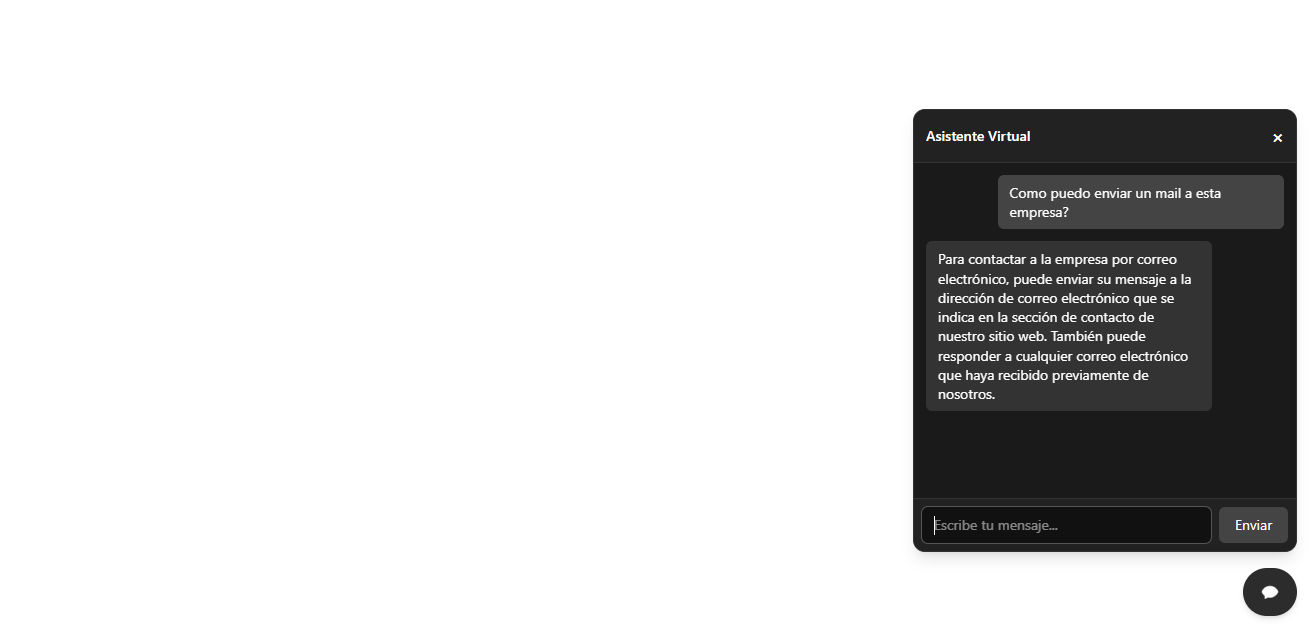 Asistente Virtual
×
Como puedo enviar un mail a esta
empresa?
Para contactar a la empresa por correo
electrónico, puede enviar su mensaje a la
dirección de correo electrónico que se
indica en la sección de contacto de
nuestro sitio web. También puede
responder a cualquier correo electrónico
que haya recibido previamente de
nosotros.
Escribe tu mensaje...
Enviar